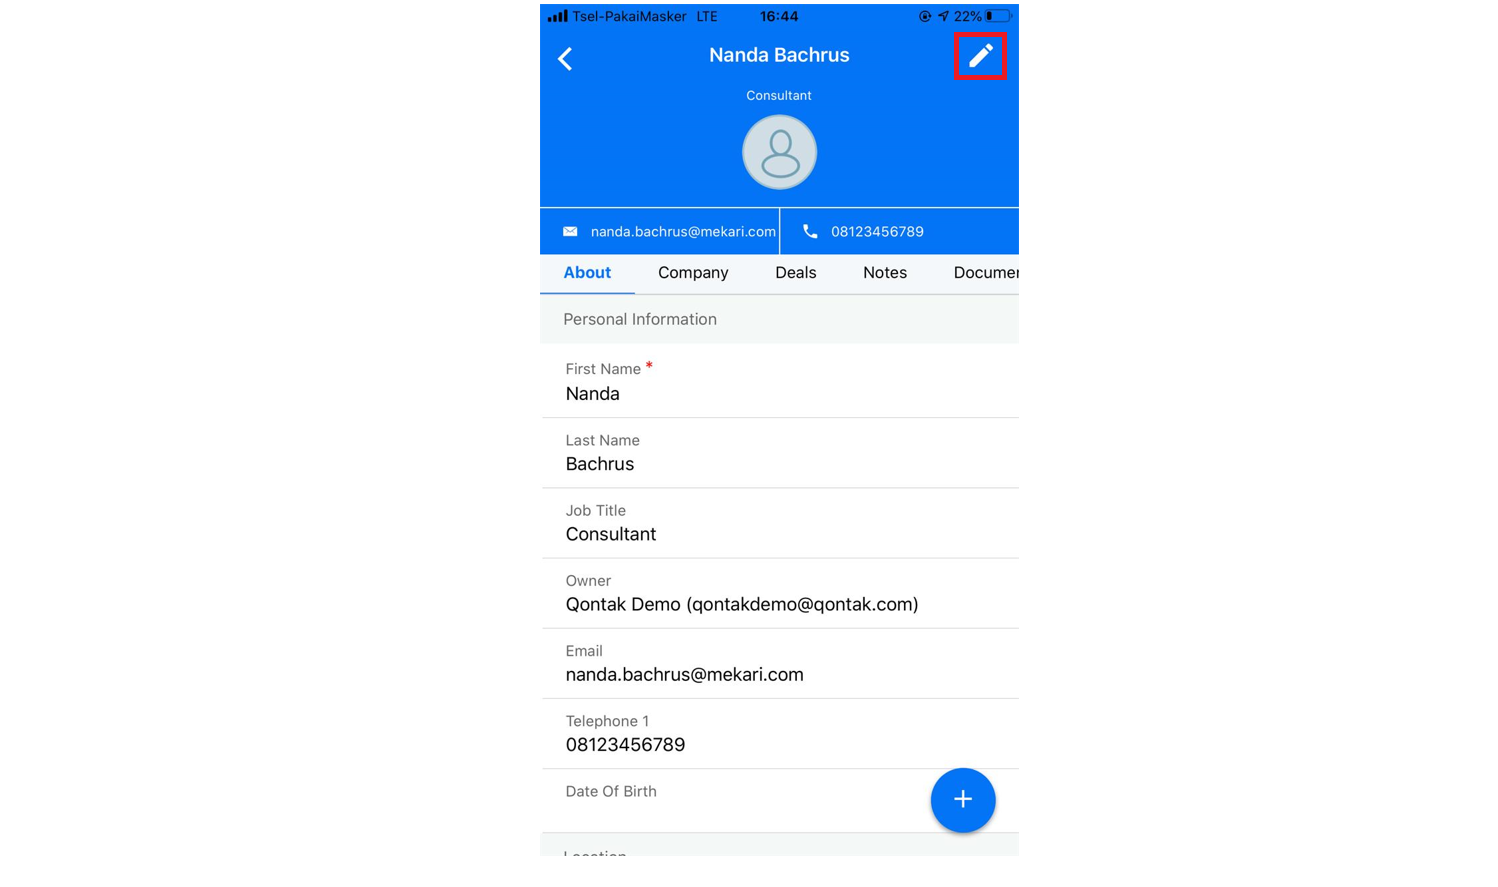 Tsel-PakaiMasker LTE 16:44 22%
Nanda Bachrus
Consultant
nanda.bachrus@mekari.com 08123456789
About Company Deals Notes Documen
Personal Information
First Name *
Nanda
Last Name
Bachrus
Job Title
Consultant
Owner
Qontak Demo (qontakdemo@qontak.com)
Email
nanda.bachrus@mekari.com
Telephone 1
08123456789
Date Of Birth
+
Location